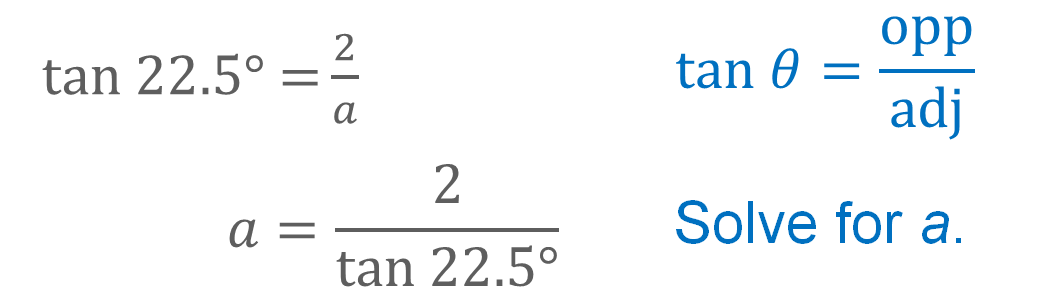 tan 22.5° = 2/a
tan θ = opp/adj
a = 2/tan 22.5°
Solve for a.